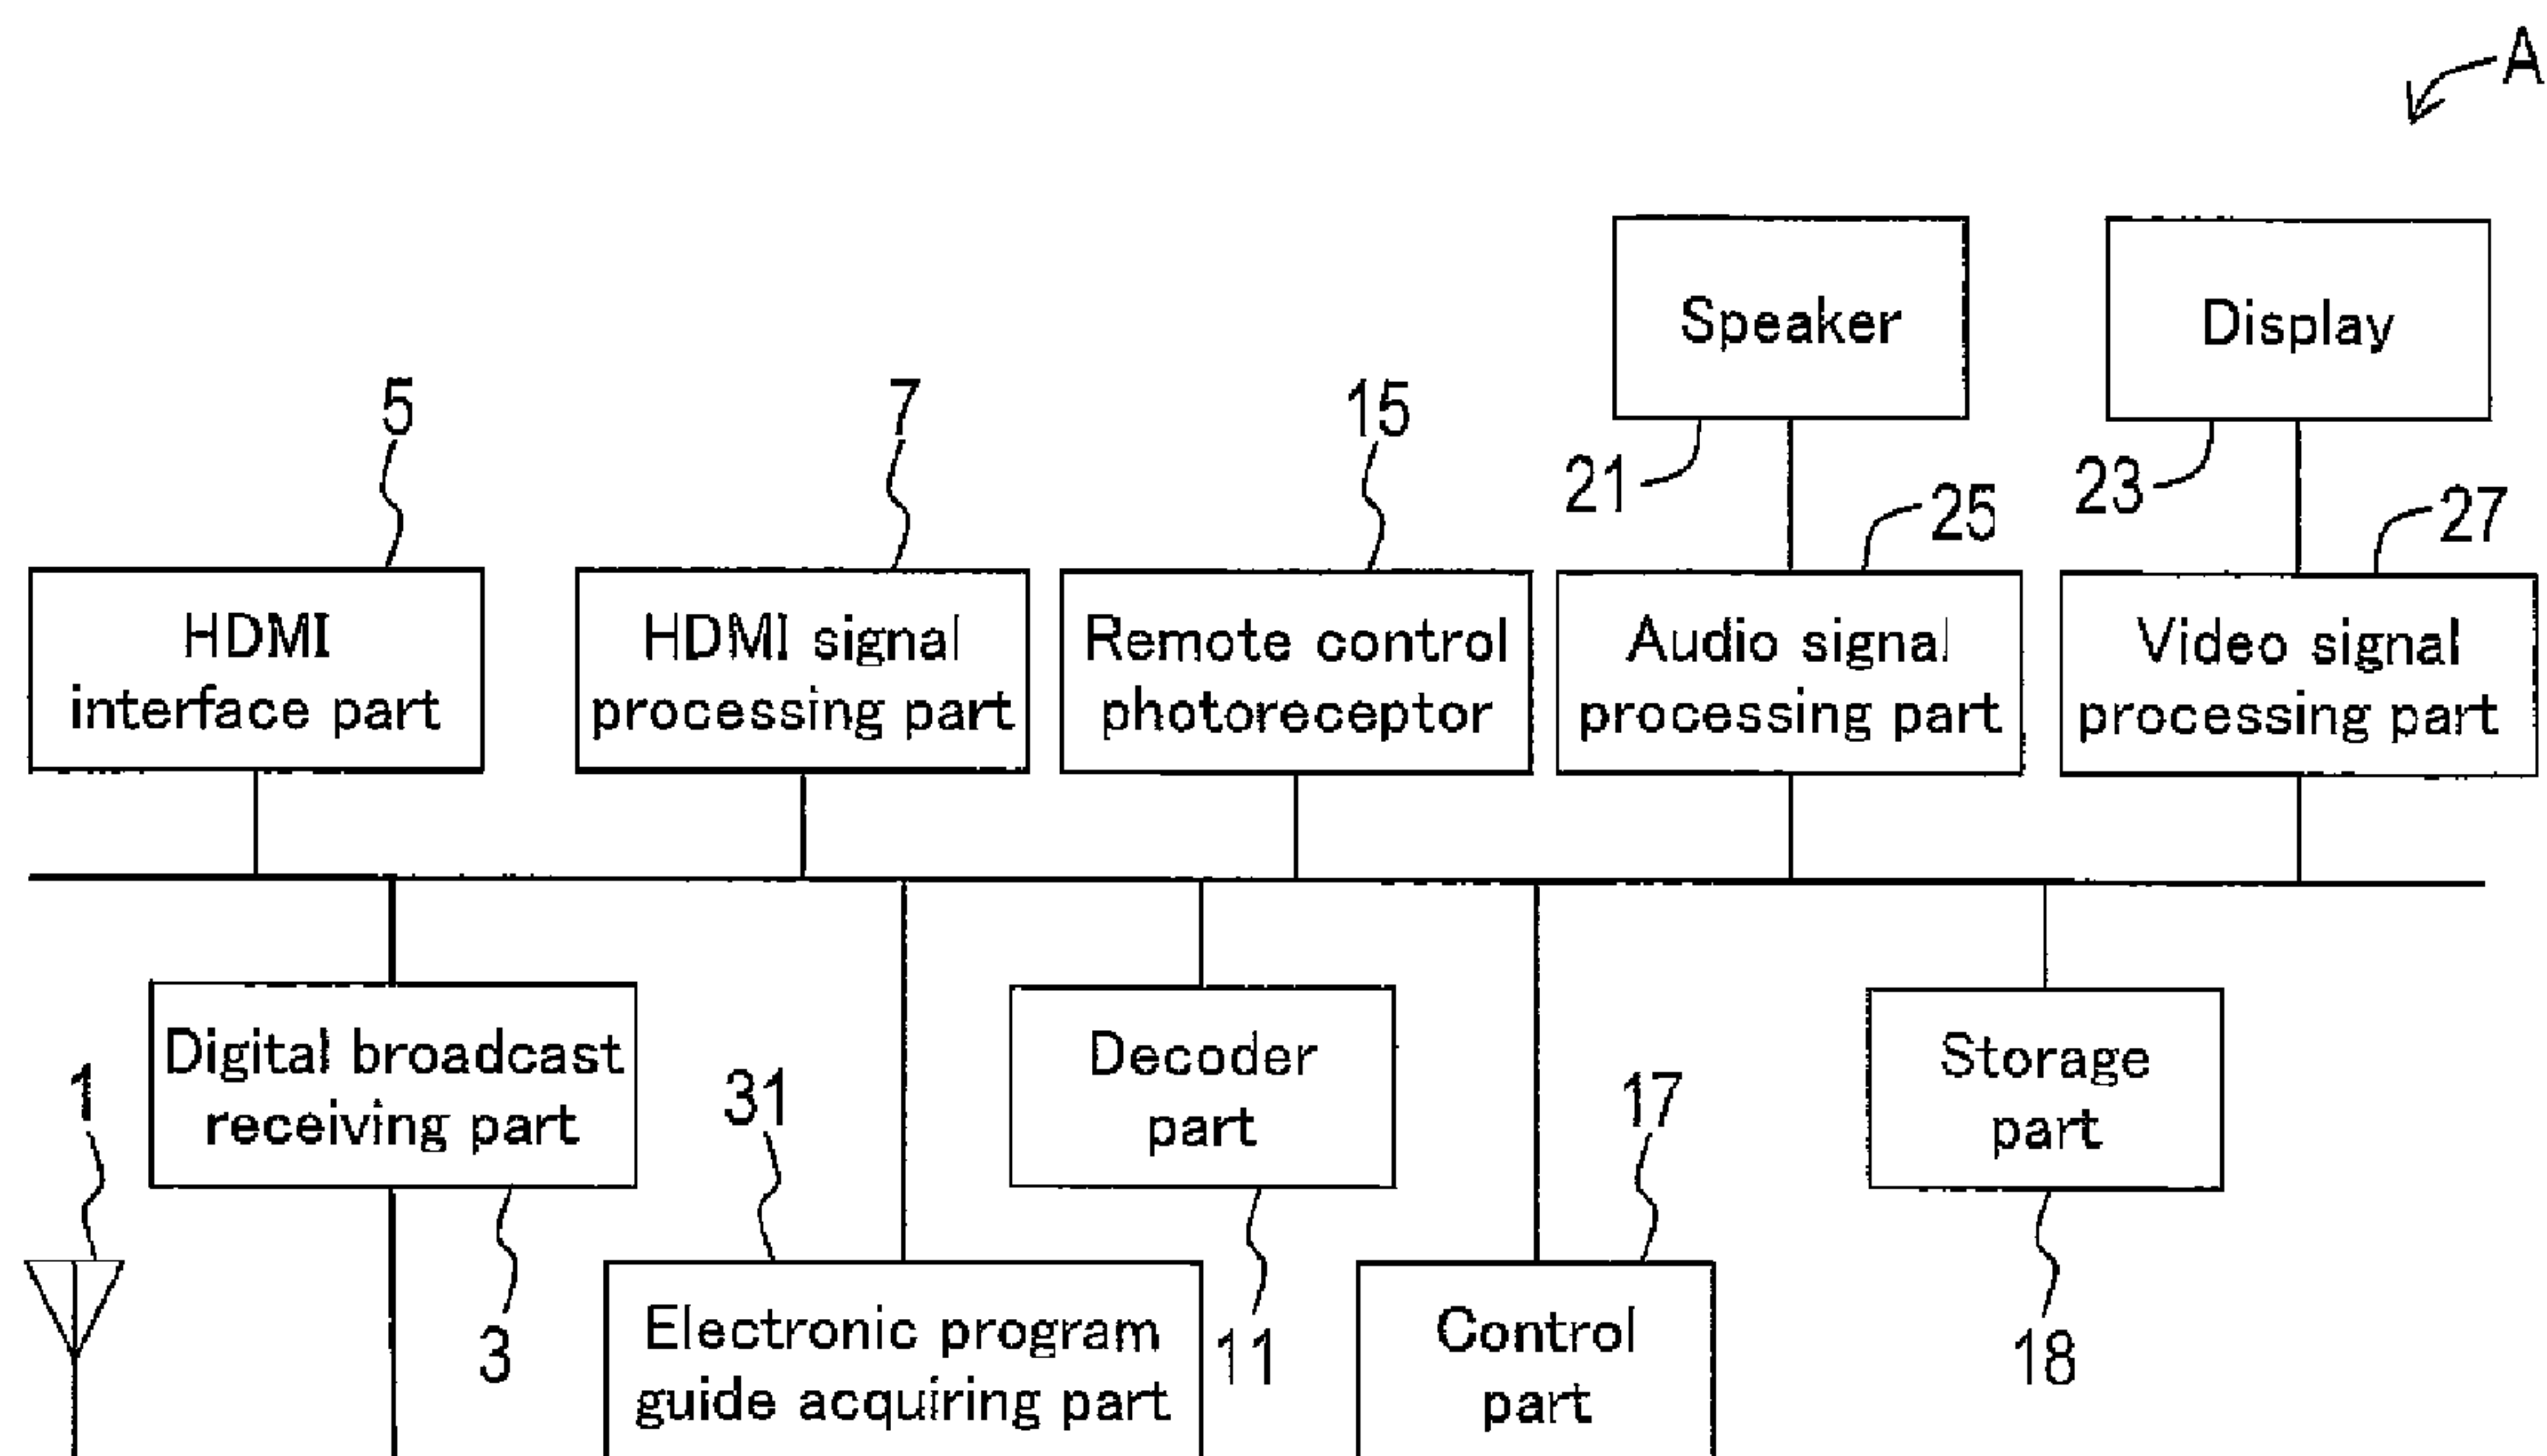 A
Speaker
Display
5
7
15
21
23
25
27
HDMI
interface part
HDMI signal
processing part
Remote control
photoreceptor
Audio signal
processing part
Video signal
processing part
Digital broadcast
receiving part
Decoder
part
Storage
part
1
31
17
3
11
18
Electronic program
guide acquiring part
Control
part